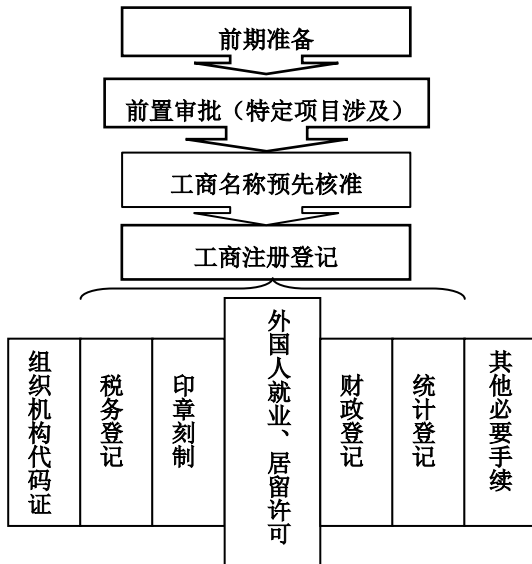 前期准备
前置审批（特定项目涉及）
工商名称预先核准
工商注册登记
组织机构代码证
税务登记
印章刻制
外国人就业、居留许可
财政登记
统计登记
其他必要手续